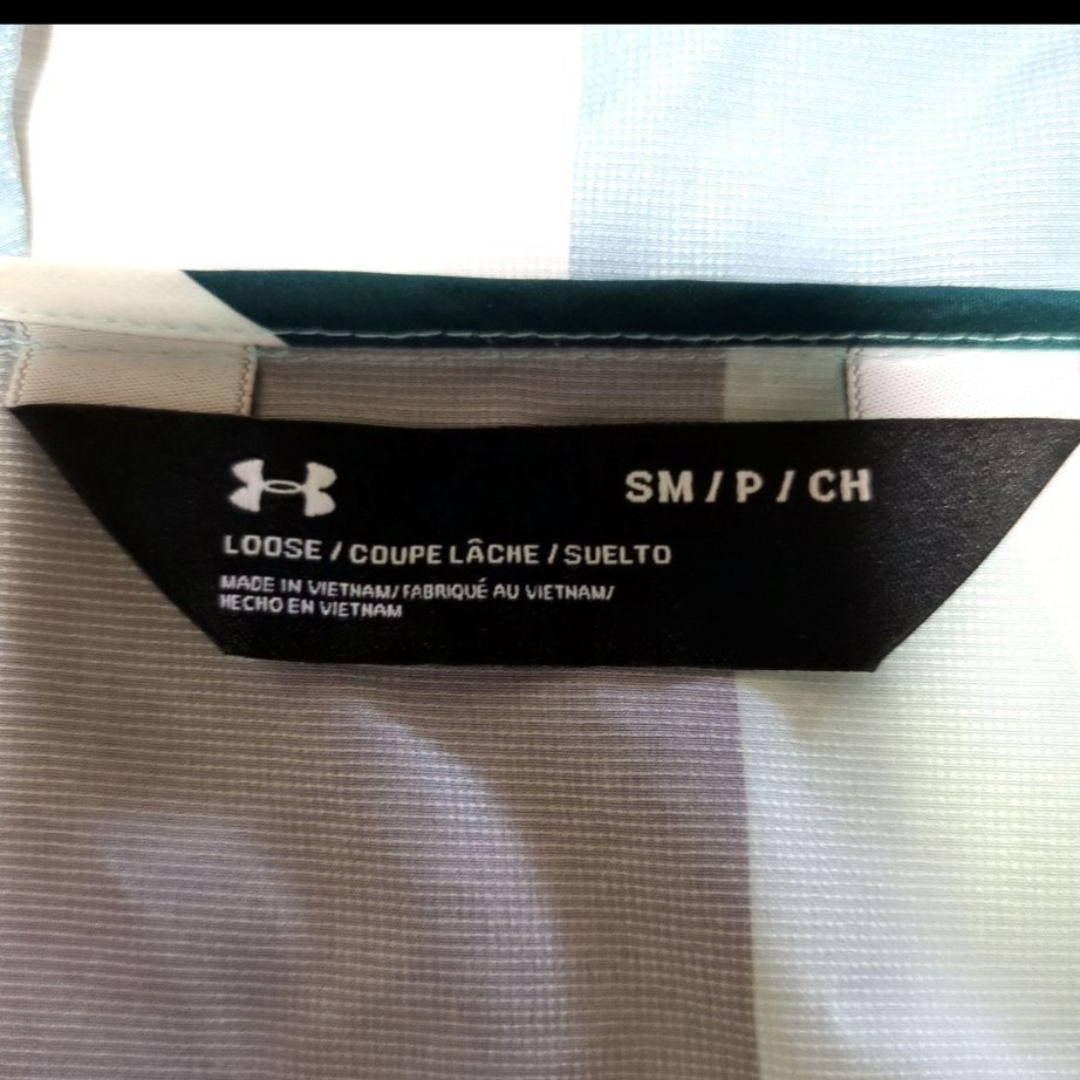 SM / P / CH
LOOSE / COUPE LÂCHE / SUELTO
MADE IN VIETNAM/FABRIQUÉ AU VIETNAM/
HECHO EN VIETNAM